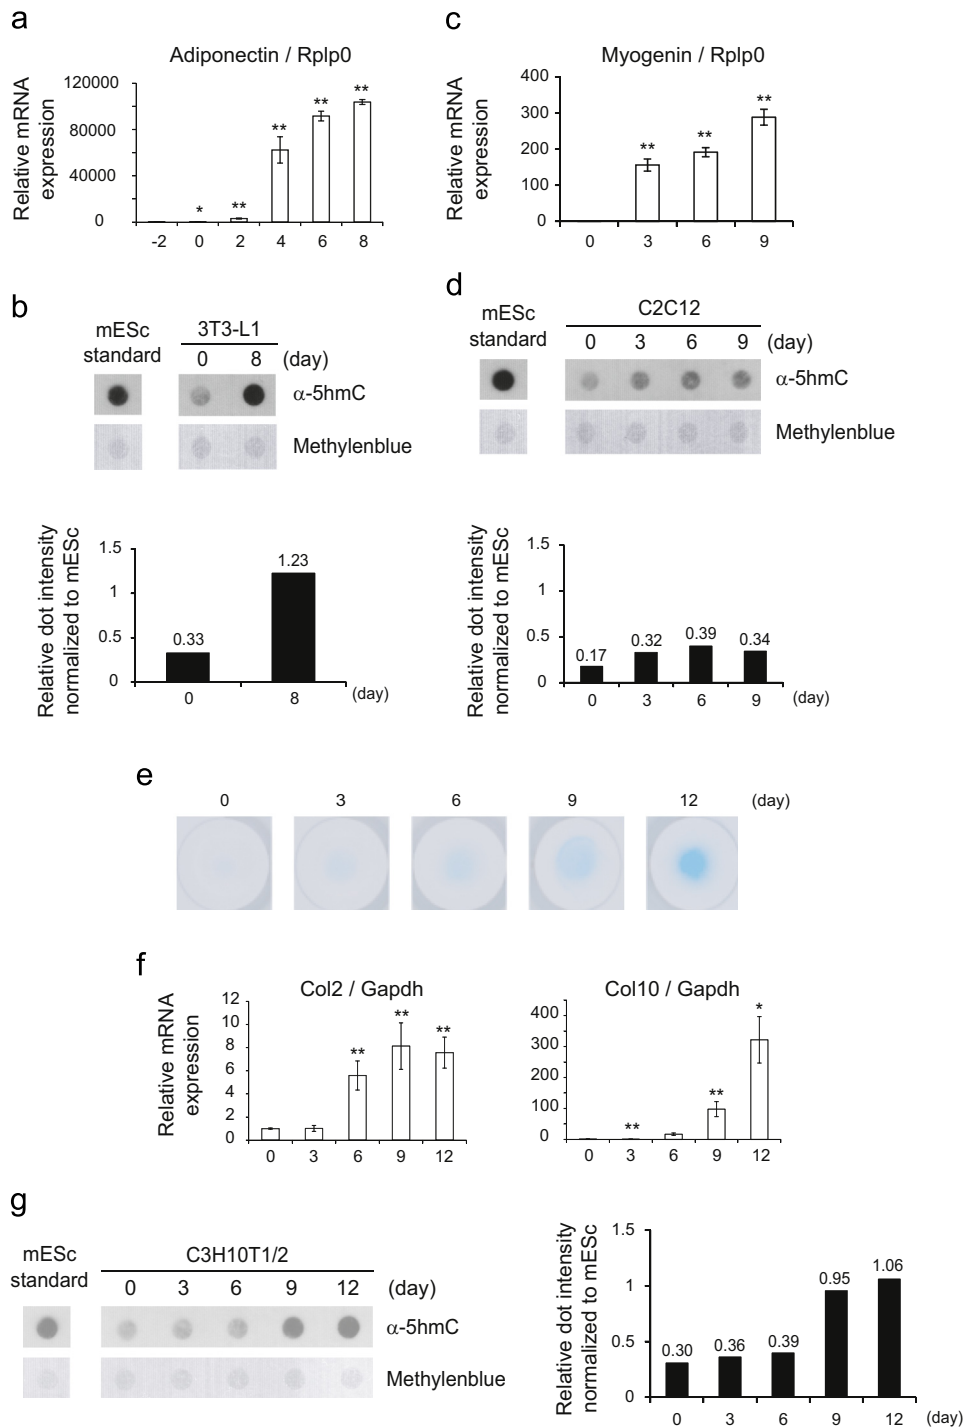 a
Adiponectin / Rplp0
Relative mRNA
expression
120000
80000
40000
0
*
**
**
**
**
-2 0 2 4 6 8
c
Myogenin / Rplp0
Relative mRNA
expression
400
300
200
100
0
**
**
**
0 3 6 9
b
mESc
standard
3T3-L1
0 8 (day)
α-5hmC
Methylenblue
Relative dot intensity
normalized to mESc
1.5
1
0.5
0
0.33
1.23
0 8 (day)
d
mESc
standard
C2C12
0 3 6 9 (day)
α-5hmC
Methylenblue
Relative dot intensity
normalized to mESc
1.5
1
0.5
0
0.17 0.32 0.39 0.34
0 3 6 9 (day)
e
0 3 6 9 12 (day)
f
Col2 / Gapdh
Relative mRNA
expression
12
10
8
6
4
2
0
**
**
**
0 3 6 9 12
Col10 / Gapdh
400
300
200
100
0
**
**
*
0 3 6 9 12
g
mESc
standard
C3H10T1/2
0 3 6 9 12 (day)
α-5hmC
Methylenblue
Relative dot intensity
normalized to mESc
1.5
1
0.5
0
0.30 0.36 0.39 0.95 1.06
0 3 6 9 12 (day)